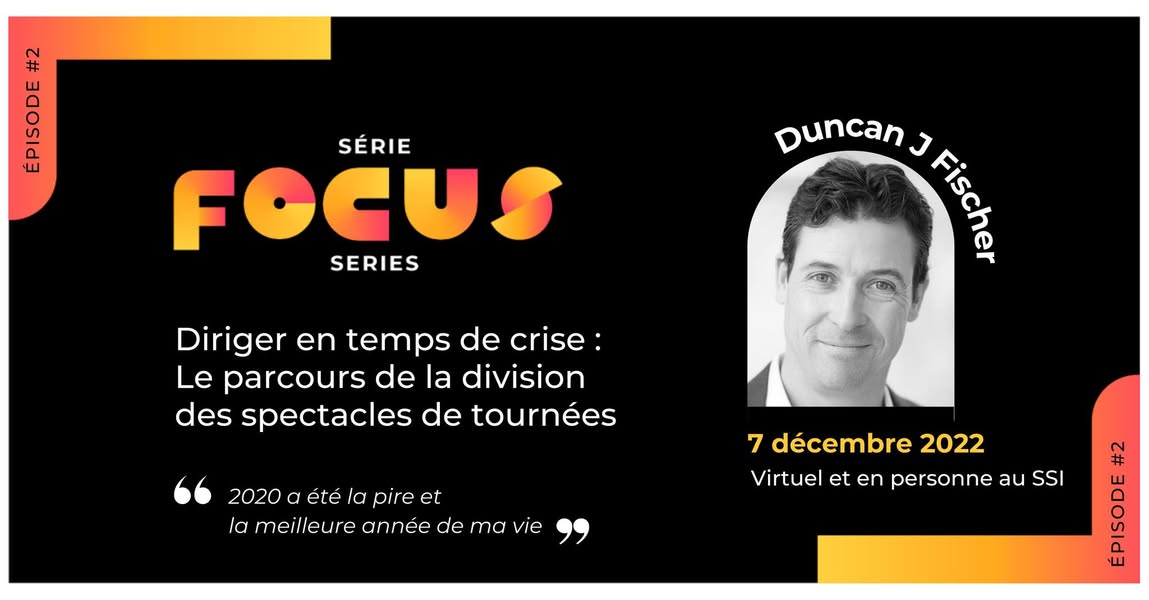 ÉPISODE #2
SÉRIE
FOCUS
SERIES
Diriger en temps de crise :
Le parcours de la division
des spectacles de tournées
“ 2020 a été la pire et
la meilleure année de ma vie ”
Duncan J Fischer
7 décembre 2022
Virtuel et en personne au SSI
ÉPISODE #2